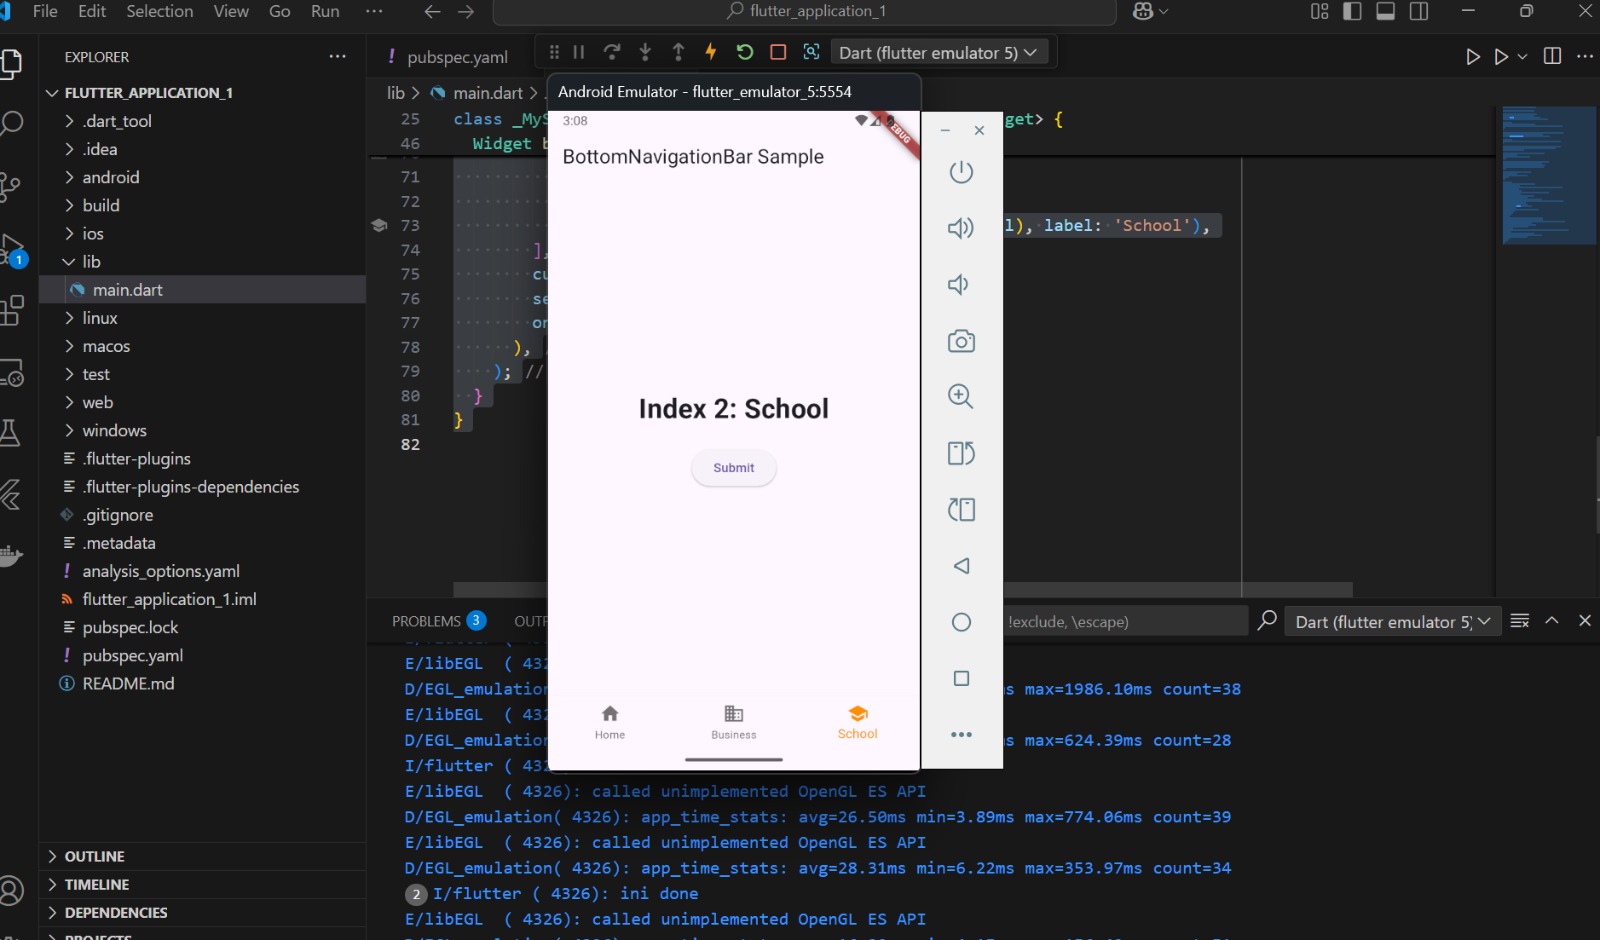 File Edit Selection View Go Run ··· flutter_application_1
EXPLORER
FLUTTER_APPLICATION_1
.dart_tool
.idea
android
build
ios
lib
main.dart
linux
macos
test
web
windows
.flutter-plugins
.flutter-plugins-dependencies
.gitignore
.metadata
analysis_options.yaml
flutter_application_1.iml
pubspec.lock
pubspec.yaml
README.md
OUTLINE
TIMELINE
DEPENDENCIES
PROJECTS
1
! pubspec.yaml
Dart (flutter emulator 5)
lib > main.dart >
25 class _MyS get> {
46 Widget b
71
72
73 l), label: 'School'),
74 ],
75 cu
76 se
77 on
78 ),
79 ); //
80 }
81 }
82
Android Emulator - flutter_emulator_5:5554
3:08
DEBUG
BottomNavigationBar Sample
Index 2: School
Submit
Home Business School
PROBLEMS 3 OUTP !exclude, \escape) Dart (flutter emulator 5)
E/libEGL ( 432
D/EGL_emulation s max=1986.10ms count=38
E/libEGL ( 432
D/EGL_emulation s max=624.39ms count=28
I/flutter ( 432
E/libEGL ( 4326): called unimplemented OpenGL ES API
D/EGL_emulation( 4326): app_time_stats: avg=26.50ms min=3.89ms max=774.06ms count=39
E/libEGL ( 4326): called unimplemented OpenGL ES API
D/EGL_emulation( 4326): app_time_stats: avg=28.31ms min=6.22ms max=353.97ms count=34
2 I/flutter ( 4326): ini done
E/libEGL ( 4326): called unimplemented OpenGL ES API